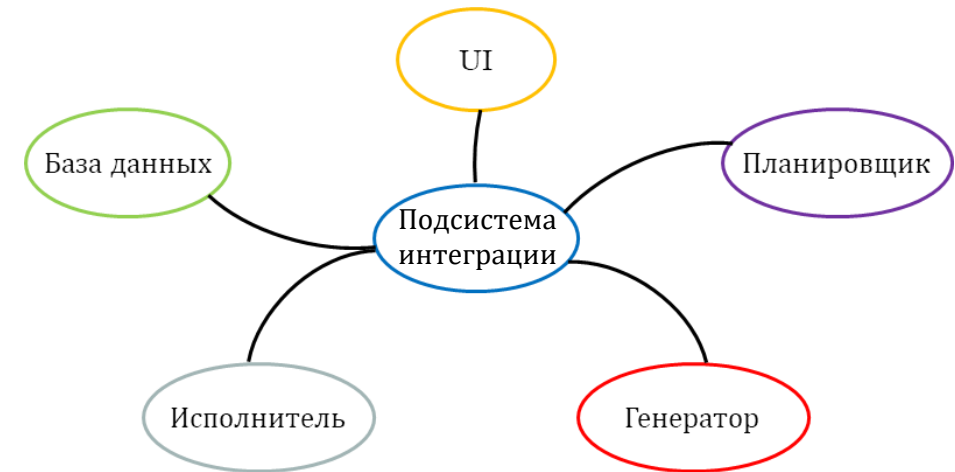 UI
База данных
Планировщик
Подсистема
интеграции
Исполнитель
Генератор